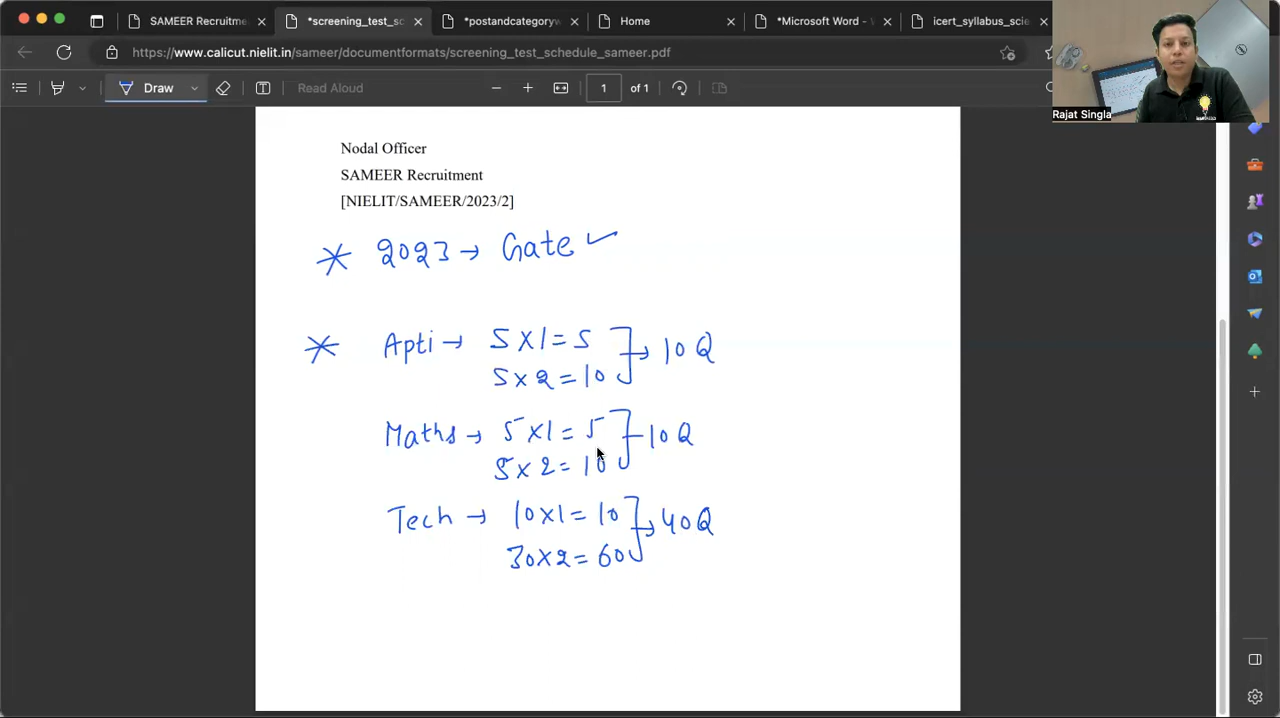 SAMEER Recruitme
*screening_test_sc
*postandcategoryw
Home
*Microsoft Word - V
icert_syllabus_scie
https://www.calicut.nielit.in/sameer/documentformats/screening_test_schedule_sameer.pdf
Draw
Read Aloud
1
of 1
Rajat Singla
Nodal Officer
SAMEER Recruitment
[NIELIT/SAMEER/2023/2]
* 2023 → Gate ✓
* Apti → 5 x 1 = 5
5 x 2 = 10
→ 10 Q
Maths → 5 x 1 = 5
5 x 2 = 10
10 Q
Tech → 10 x 1 = 10
30 x 2 = 60
→ 40 Q